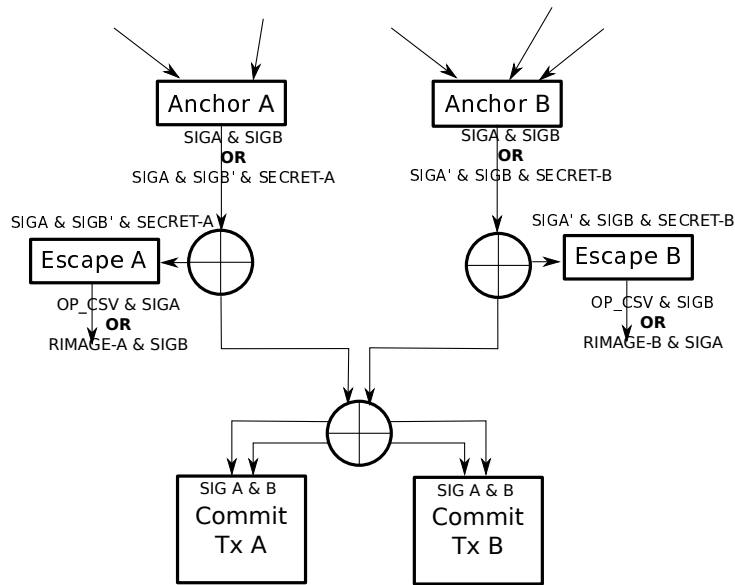 Anchor A
Anchor B
SIGA & SIGB
OR
SIGA & SIGB' & SECRET-A
SIGA & SIGB
OR
SIGA' & SIGB & SECRET-B
SIGA & SIGB' & SECRET-A
SIGA' & SIGB & SECRET-B
Escape A
Escape B
OP_CSV & SIGA
OR
RIMAGE-A & SIGB
OP_CSV & SIGB
OR
RIMAGE-B & SIGA
SIG A & B
Commit
Tx A
SIG A & B
Commit
Tx B